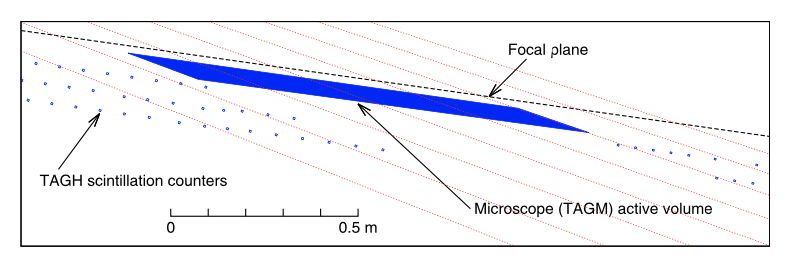 Focal plane
TAGH scintillation counters
Microscope (TAGM) active volume
0
0.5 m